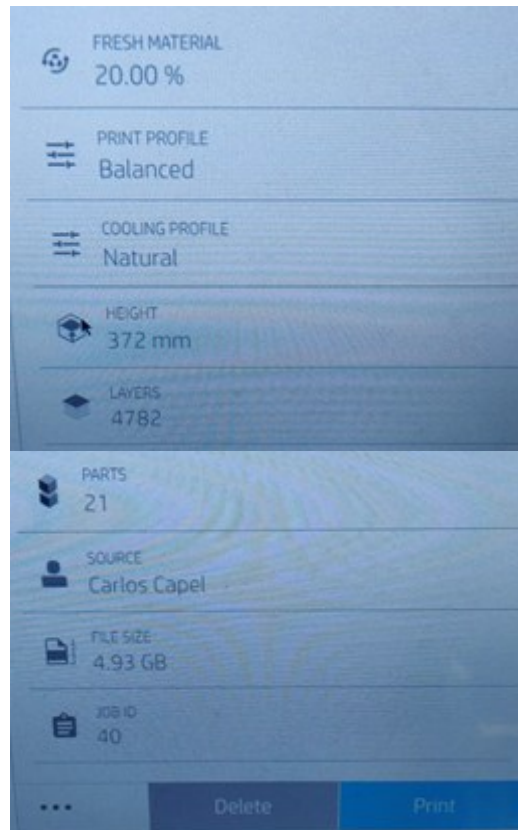 FRESH MATERIAL
20.00 %
PRINT PROFILE
Balanced
COOLING PROFILE
Natural
HEIGHT
372 mm
LAYERS
4782
PARTS
21
SOURCE
Carlos Capel
FILE SIZE
4.93 GB
JOB ID
40
Delete
Print